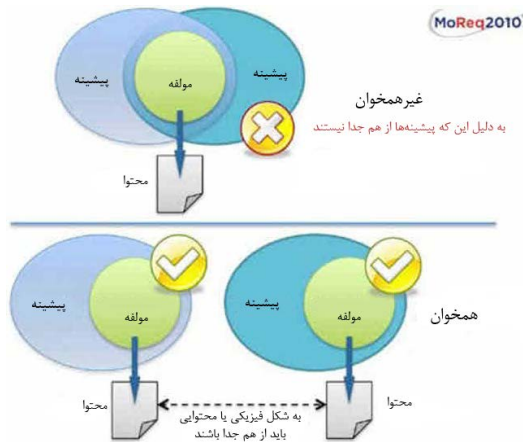 MoReq2010
پیشینه
پیشینه
مولفه
غیرهمخوان
به دلیل این که پیشینه‌ها از هم جدا نیستند
محتوا
همخوان
پیشینه
مولفه
پیشینه
مولفه
محتوا
محتوا
به شکل فیزیکی یا محتوایی
باید از هم جدا باشند